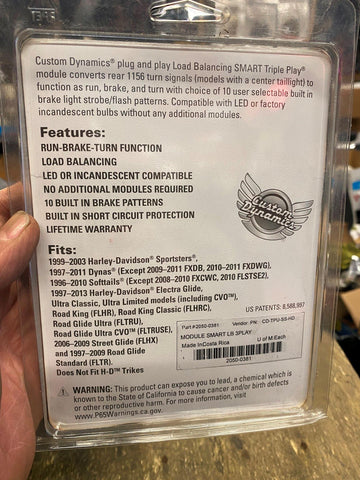 Custom Dynamics® plug and play Load Balancing SMART Triple Play®
module converts rear 1156 turn signals (models with a center taillight) to
function as run, brake, and turn with choice of 10 user selectable built in
brake light strobe/flash patterns. Compatible with LED or factory
incandescent bulbs without any additional modules.
Features:
RUN-BRAKE-TURN FUNCTION
LOAD BALANCING
LED OR INCANDESCENT COMPATIBLE
NO ADDITIONAL MODULES REQUIRED
10 BUILT IN BRAKE PATTERNS
BUILT IN SHORT CIRCUIT PROTECTION
LIFETIME WARRANTY
Custom
Dynamics
Fits:
1999–2003 Harley-Davidson® Sportsters®,
1997–2011 Dynas® (Except 2009–2011 FXDB, 2010–2011 FXDWG),
1996–2010 Softtails® (Except 2008–2010 FXCWC, 2010 FLSTSE2),
1997–2013 Harley-Davidson® Electra Glide,
Ultra Classic, Ultra Limited models (including CVO™),
Road King (FLHR), Road King Classic (FLHRC),
Road Glide Ultra (FLTRU),
Road Glide Ultra CVO™ (FLTRUSE),
2006–2009 Street Glide (FLHX)
and 1997–2009 Road Glide
Standard (FLTR).
Does Not Fit H-D™ Trikes
US PATENTS: 8,588,997
Part #:2050-0381 Vendor PN: CD-TPU-SS-HD
MODULE SMART LB 3PLAY
Made InCosta Rica U of M:Each
2050-0381
WARNING: This product can expose you to lead, a chemical which is
known to the State of California to cause cancer and/or birth defects
or other reproductive harm. For more information, visit
www.P65Warnings.ca.gov.